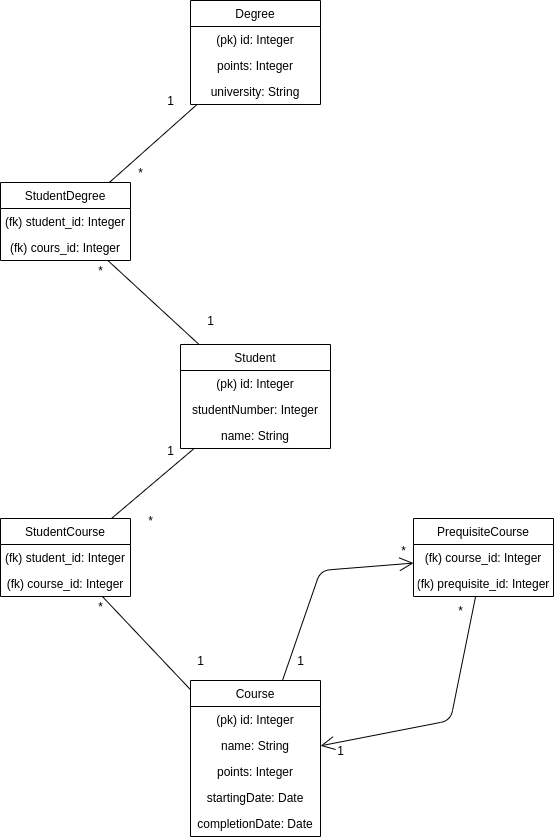 Degree
(pk) id: Integer
points: Integer
university: String
1
*
StudentDegree
(fk) student_id: Integer
(fk) cours_id: Integer
*
1
Student
(pk) id: Integer
studentNumber: Integer
name: String
1
*
StudentCourse
(fk) student_id: Integer
(fk) course_id: Integer
*
1
PrequisiteCourse
(fk) course_id: Integer
(fk) prequisite_id: Integer
*
*
1
1
Course
(pk) id: Integer
name: String
points: Integer
startingDate: Date
completionDate: Date